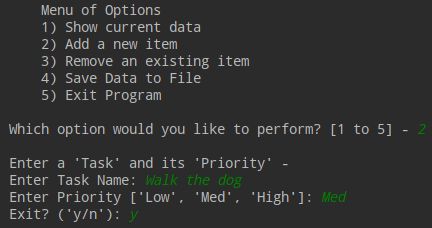 Menu of Options
1) Show current data
2) Add a new item
3) Remove an existing item
4) Save Data to File
5) Exit Program
Which option would you like to perform? [1 to 5] - 2
Enter a 'Task' and its 'Priority' -
Enter Task Name: Walk the dog
Enter Priority ['Low', 'Med', 'High']: Med
Exit? ('y/n'): y